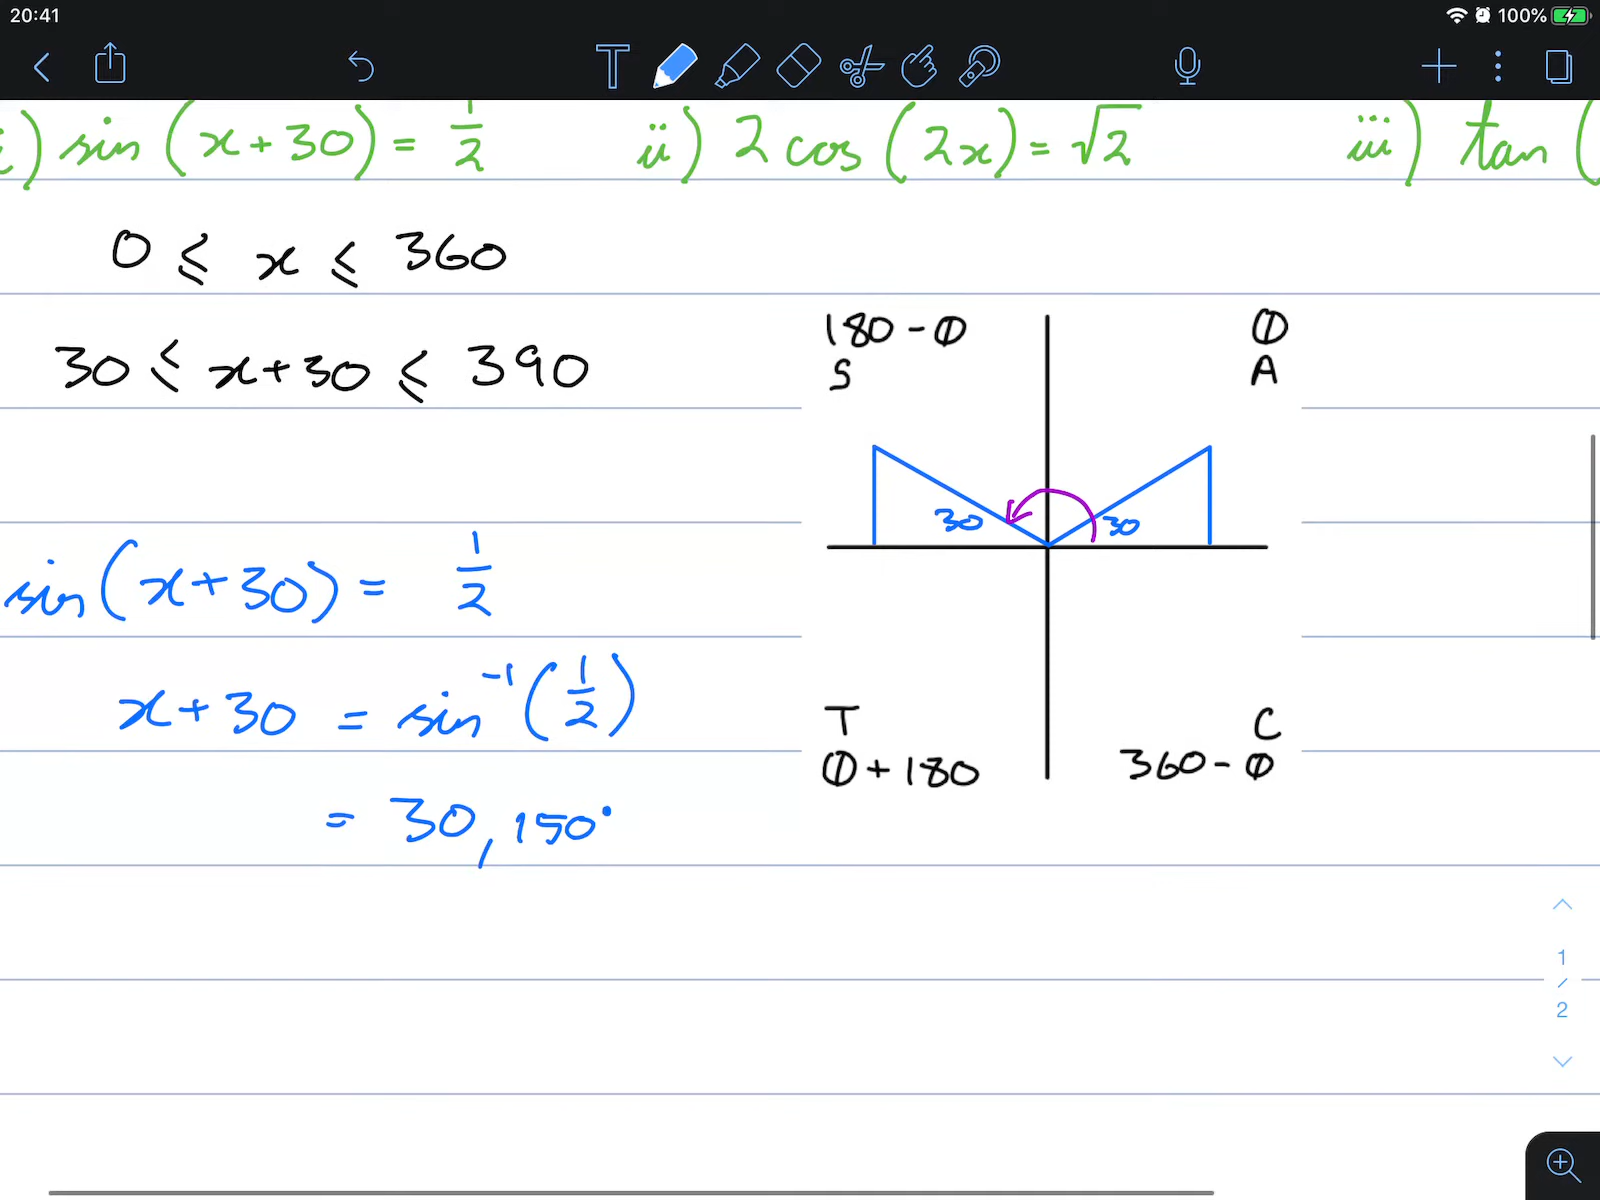 20:41 100%
i) sin (x+30) = 1/2 ii) 2 cos (2x) = √2 iii) tan (
0 ≤ x ≤ 360
30 ≤ x+30 ≤ 390
180 - θ θ
S A
30 30
sin (x+30) = 1/2
x+30 = sin⁻¹ (1/2)
= 30, 150°
T C
θ + 180 360 - θ
1
/
2